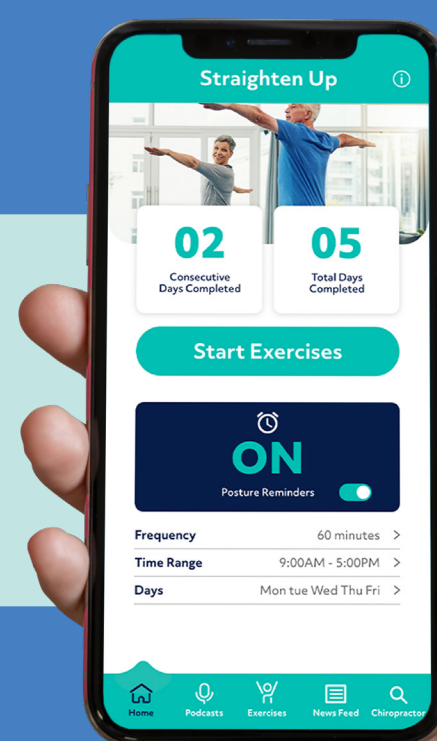 Straighten Up
02
Consecutive
Days Completed
05
Total Days
Completed
Start Exercises
ON
Posture Reminders
Frequency
60 minutes
Time Range
9:00AM - 5:00PM
Days
Mon tue Wed Thu Fri
Home
Podcasts
Exercises
News Feed
Chiropractor